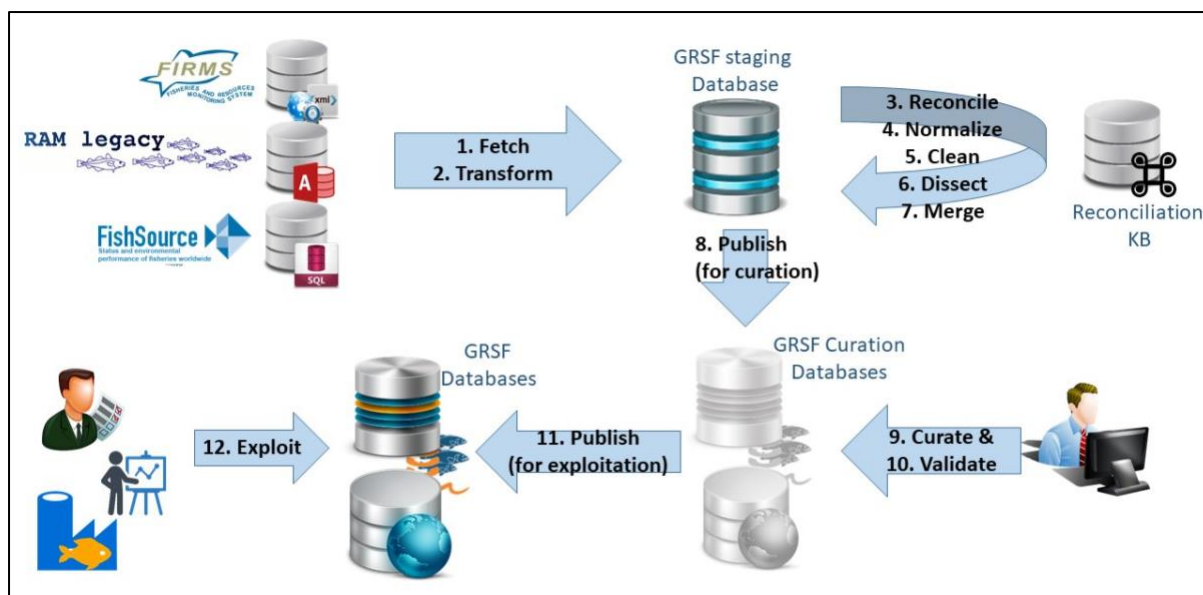 FIRMS
FISHERIES AND RESOURCES
MONITORING SYSTEM
xml
RAM legacy
A
FishSource
Status and environmental
performance of fisheries worldwide
SQL
1. Fetch
2. Transform
GRSF staging
Database
3. Reconcile
4. Normalize
5. Clean
6. Dissect
7. Merge
Reconciliation
KB
8. Publish
(for curation)
GRSF
Databases
GRSF Curation
Databases
12. Exploit
11. Publish
(for exploitation)
9. Curate &
10. Validate